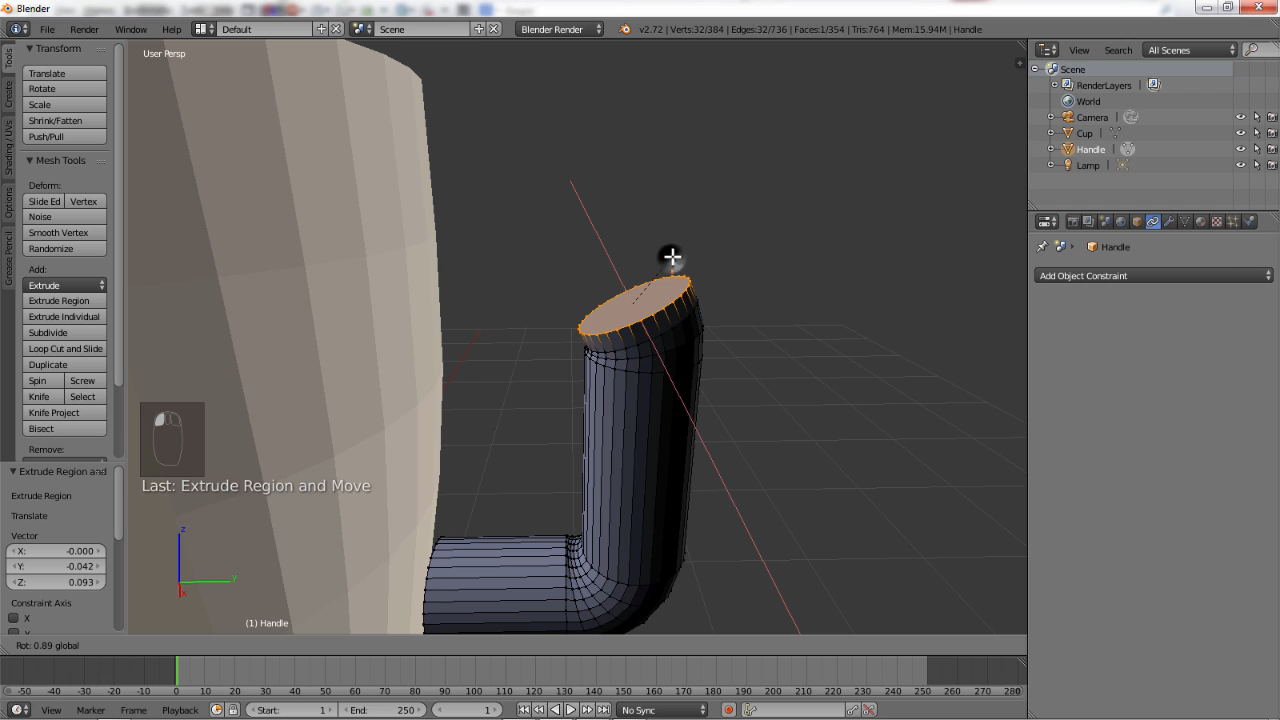 Blender
File Render Window Help Default Scene Blender Render v2.72 | Verts:32/384 | Edges:32/736 | Faces:1/354 | Tris:764 | Mem:15.94M | Handle
Transform
Translate
Rotate
Scale
Shrink/Fatten
Push/Pull
Mesh Tools
Deform:
Slide Ed Vertex
Noise
Smooth Vertex
Randomize
Add:
Extrude
Extrude Region
Extrude Individual
Subdivide
Loop Cut and Slide
Duplicate
Spin Screw
Knife Select
Knife Project
Bisect
Remove:
Tools
Create
Shading / UVs
Options
Grease Pencil
Extrude Region and
Extrude Region
Translate
Vector
X: -0.000
Y: -0.042
Z: 0.093
Constraint Axis
X
User Persp
Last: Extrude Region and Move
z
y
x
(1) Handle
Rot: 0.89 global
View Search All Scenes
Scene
RenderLayers
World
Camera
Cup
Handle
Lamp
Handle
Add Object Constraint
-50 -40 -30 -20 -10 0 10 20 30 40 50 60 70 80 90 100 110 120 130 140 150 160 170 180 190 200 210 220 230 240 250 260 270 280
View Marker Frame Playback Start: 1 End: 250 1 No Sync